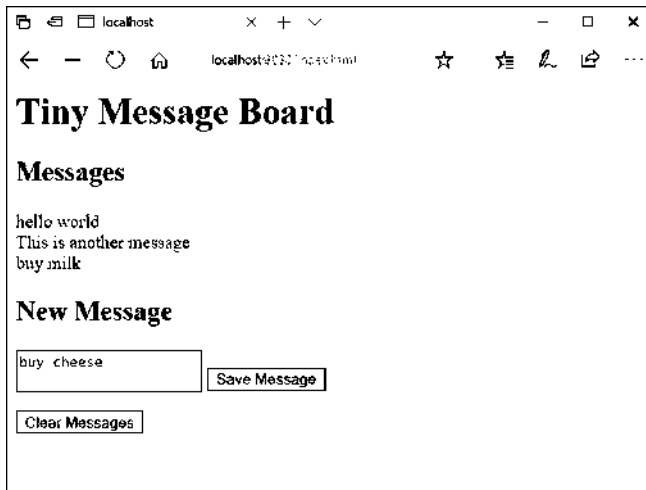 localhost
localhost
Tiny Message Board
Messages
hello world
This is another message
buy milk
New Message
buy cheese
Save Message
Clear Messages